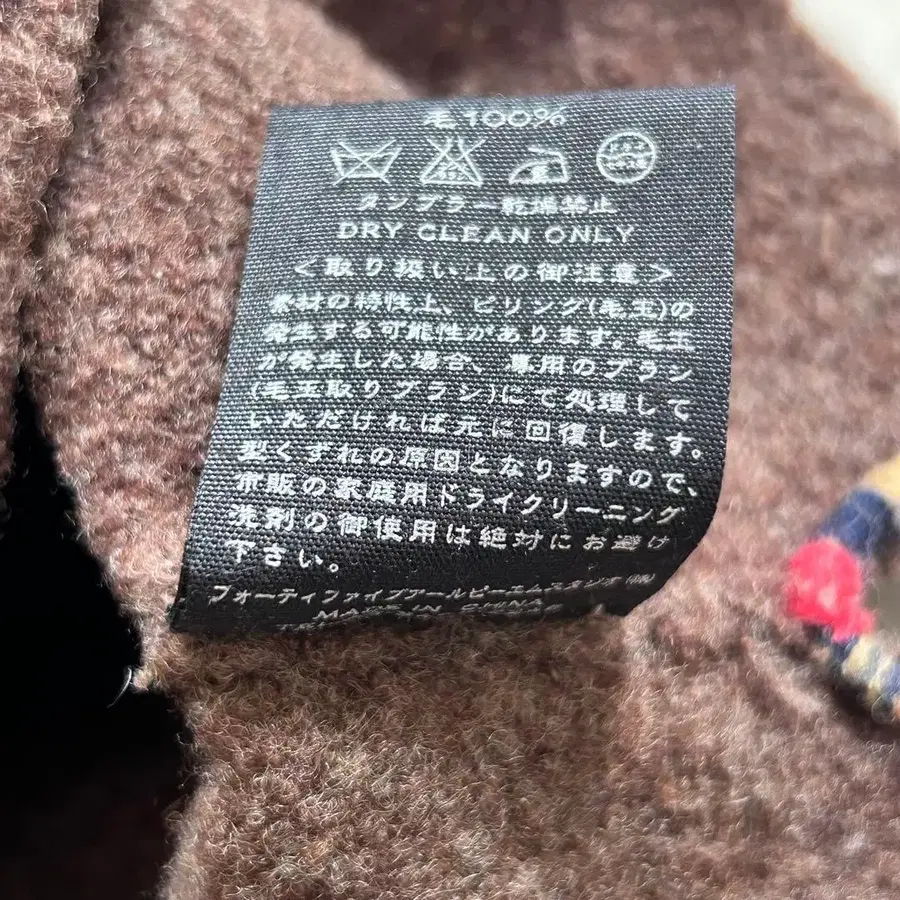 毛100%
タンブラー乾燥禁止
DRY CLEAN ONLY
<取り扱い上の御注意>
素材の特性上、ピリング(毛玉)の
発生する可能性があります。毛玉
が発生した場合、専用のブラシ
(毛玉取りブラシ)にて処理して
いただければ元に回復します。
型くずれの原因となりますので、
市販の家庭用ドライクリーニング
洗剤の御使用は絶対にお避け
下さい。
フォーティファイブアールピーエムスタジオ(株)
MADE IN CHINA